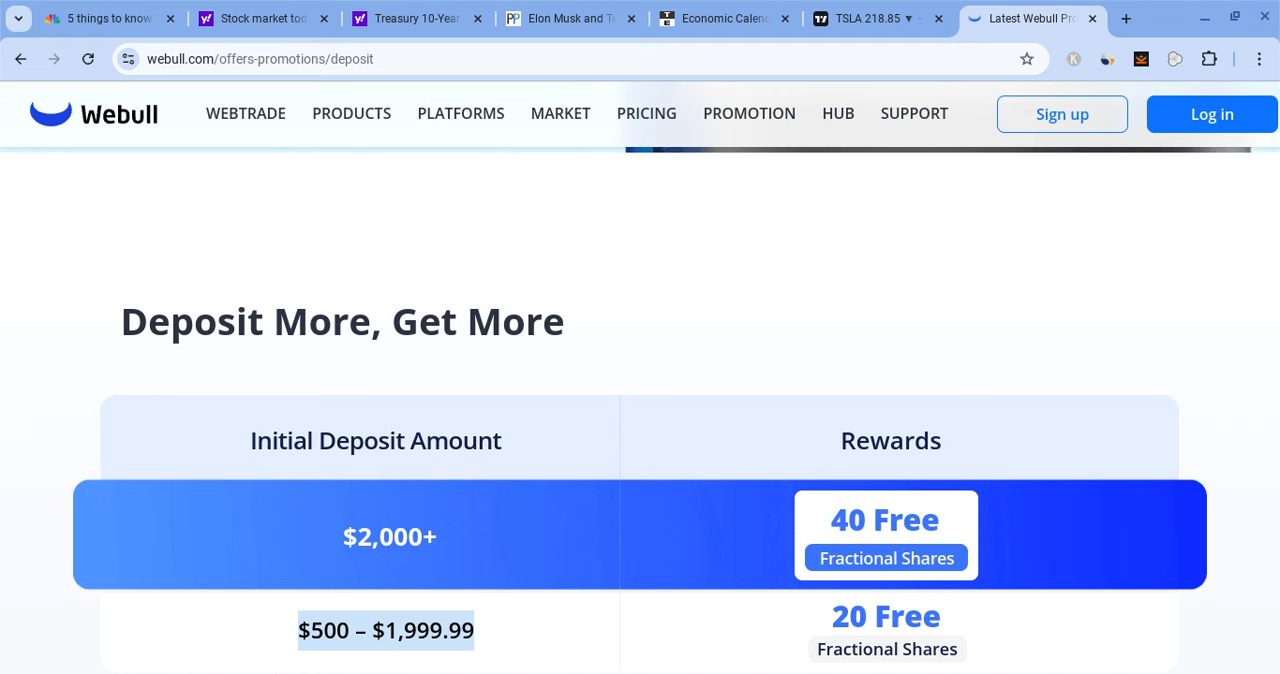 5 things to know
Stock market tod
Treasury 10-Year
Elon Musk and Te
Economic Calend
TSLA 218.85 ▼ −
Latest Webull Pro
webull.com/offers-promotions/deposit
Webull
WEBTRADE
PRODUCTS
PLATFORMS
MARKET
PRICING
PROMOTION
HUB
SUPPORT
Sign up
Log in
Deposit More, Get More
Initial Deposit Amount
Rewards
$2,000+
40 Free
Fractional Shares
$500 – $1,999.99
20 Free
Fractional Shares